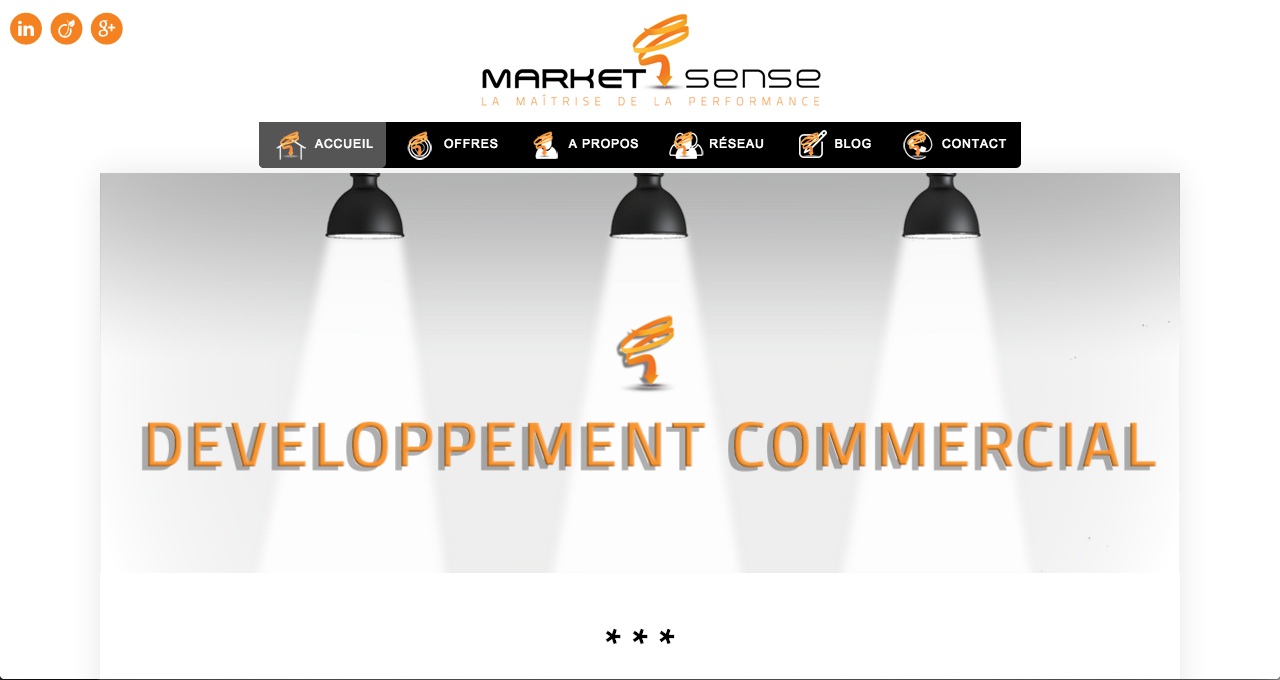 in g+
MARKET sense
LA MAÎTRISE DE LA PERFORMANCE
ACCUEIL OFFRES A PROPOS RÉSEAU BLOG CONTACT
DEVELOPPEMENT COMMERCIAL
* * *